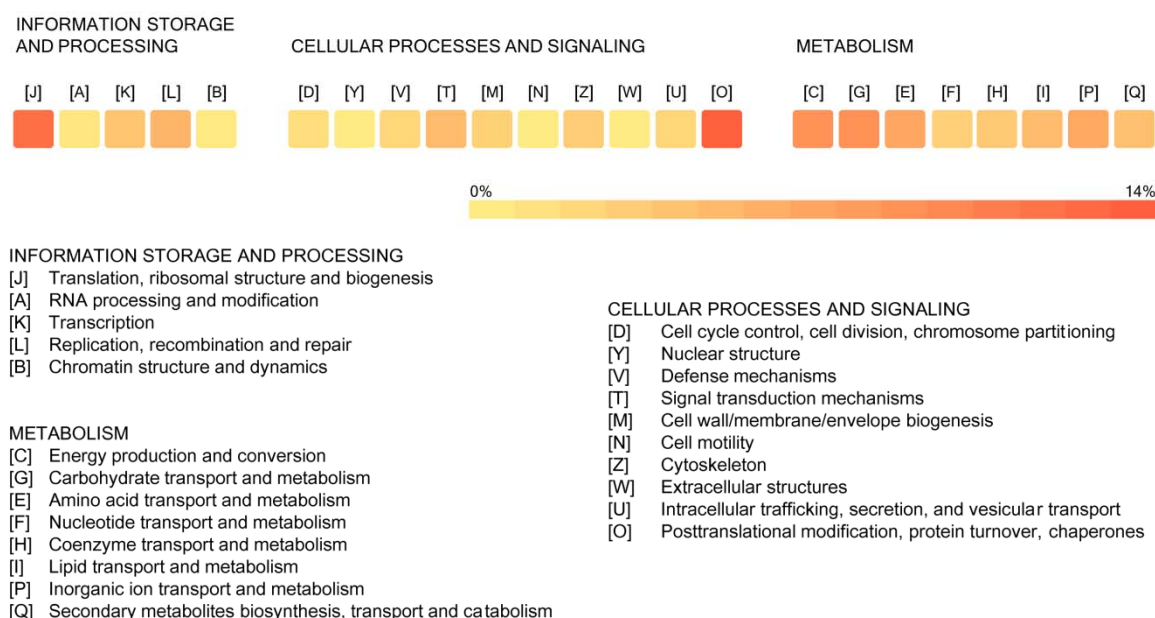 INFORMATION STORAGE
AND PROCESSING
CELLULAR PROCESSES AND SIGNALING
METABOLISM
[J] [A] [K] [L] [B] [D] [Y] [V] [T] [M] [N] [Z] [W] [U] [O] [C] [G] [E] [F] [H] [I] [P] [Q]
0% 14%
INFORMATION STORAGE AND PROCESSING
[J] Translation, ribosomal structure and biogenesis
[A] RNA processing and modification
[K] Transcription
[L] Replication, recombination and repair
[B] Chromatin structure and dynamics
METABOLISM
[C] Energy production and conversion
[G] Carbohydrate transport and metabolism
[E] Amino acid transport and metabolism
[F] Nucleotide transport and metabolism
[H] Coenzyme transport and metabolism
[I] Lipid transport and metabolism
[P] Inorganic ion transport and metabolism
[Q] Secondary metabolites biosynthesis, transport and catabolism
CELLULAR PROCESSES AND SIGNALING
[D] Cell cycle control, cell division, chromosome partitioning
[Y] Nuclear structure
[V] Defense mechanisms
[T] Signal transduction mechanisms
[M] Cell wall/membrane/envelope biogenesis
[N] Cell motility
[Z] Cytoskeleton
[W] Extracellular structures
[U] Intracellular trafficking, secretion, and vesicular transport
[O] Posttranslational modification, protein turnover, chaperones